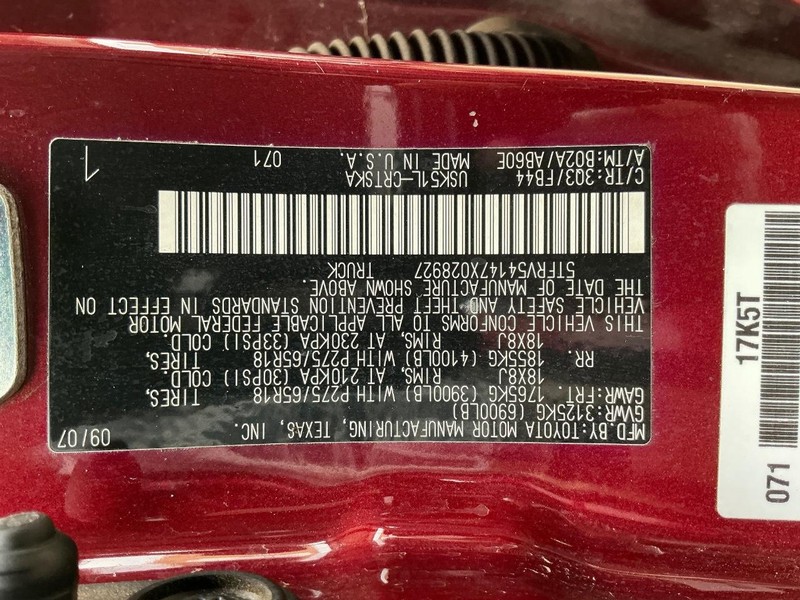 MFD.BY:TOYOTA MOTOR MANUFACTURING, TEXAS, INC. 09/07
GVWR:3125KG (6900LB)
GAWR:FRT. 1765KG (3900LB) WITH P275/65R18 TIRES,
18X8J RIMS, AT 210KPA (30PSI) COLD.
RR. 1855KG (4100LB) WITH P275/65R18 TIRES,
18X8J RIMS, AT 230KPA (33PSI) COLD.
THIS VEHICLE CONFORMS TO ALL APPLICABLE FEDERAL MOTOR
VEHICLE SAFETY AND THEFT PREVENTION STANDARDS IN EFFECT ON
THE DATE OF MANUFACTURE SHOWN ABOVE.
5TFRV54147X028927 TRUCK
C/TR:3Q3/FB44 USK51L-CRTSKA
A/TM:B02A/AB60E MADE IN U.S.A. 071 1
17K5T
071